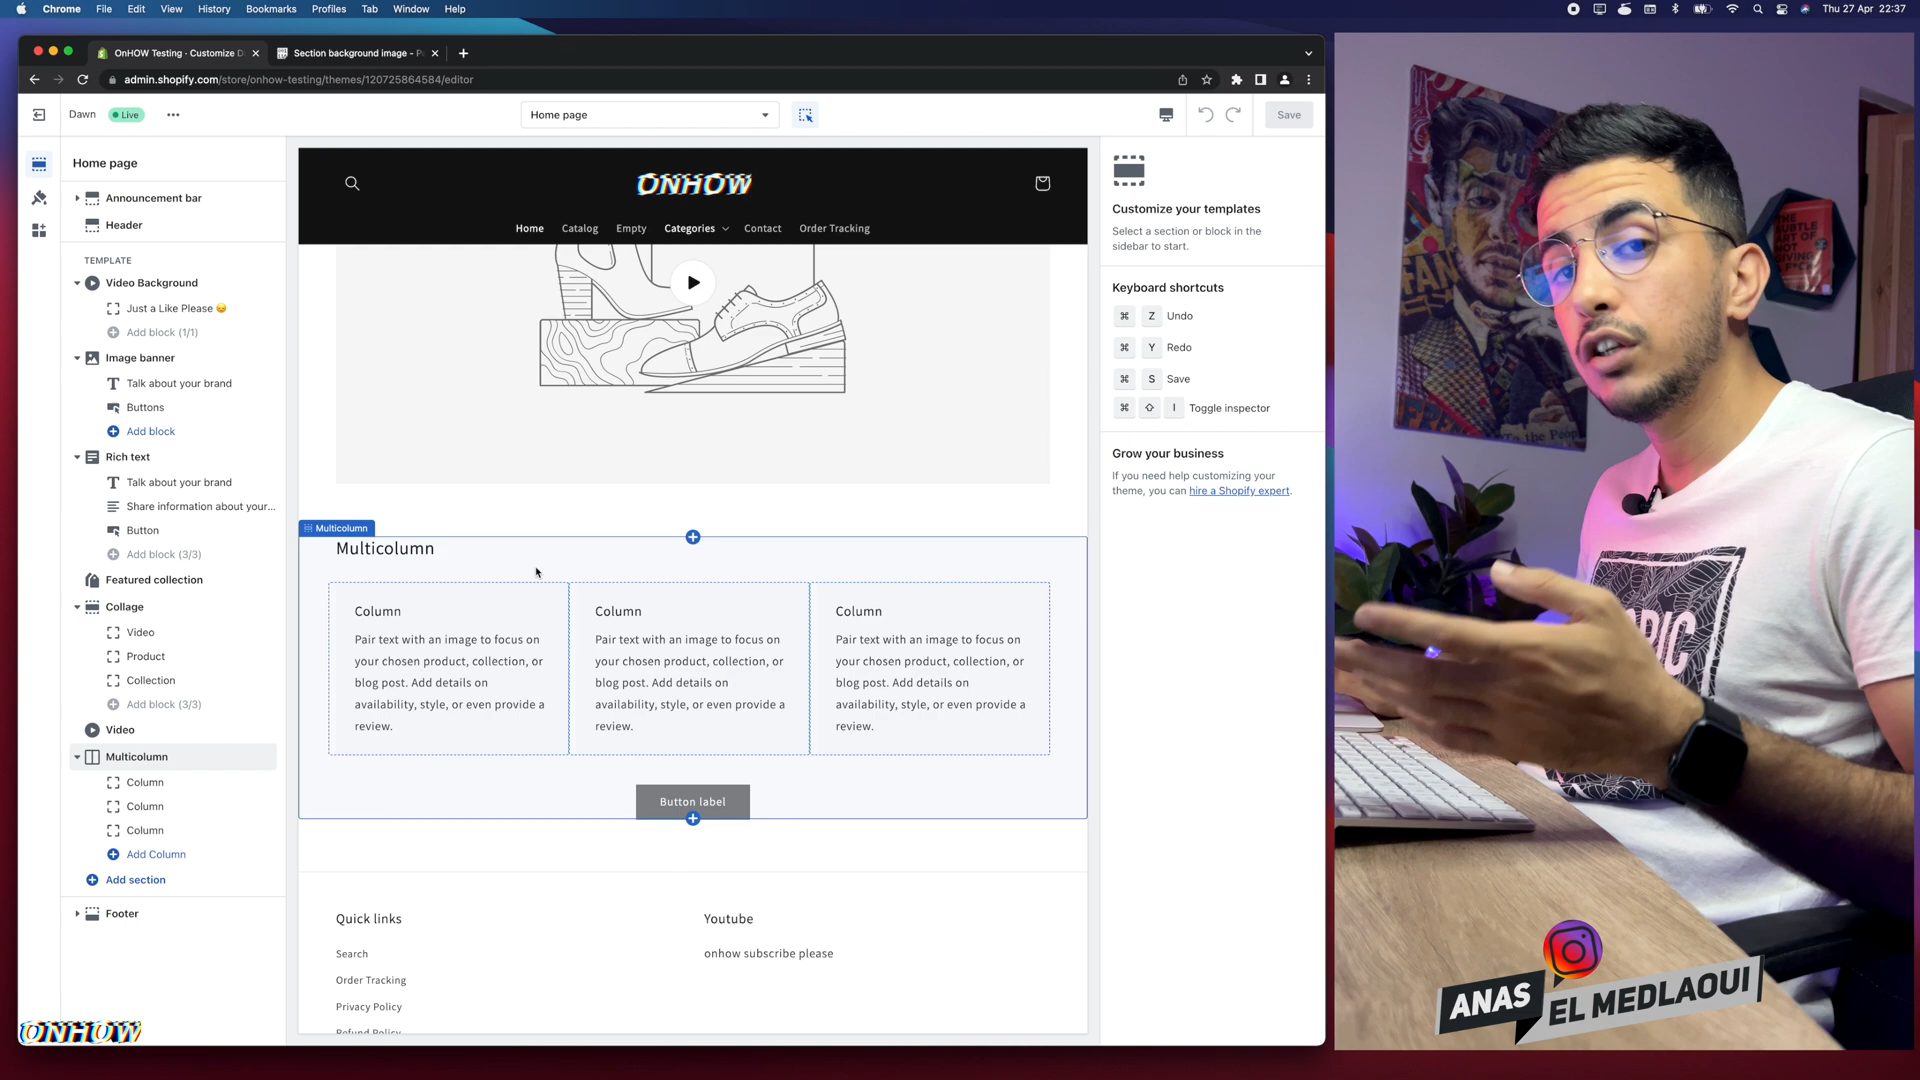 Chrome File Edit View History Bookmarks Profiles Tab Window Help
Thu 27 Apr 22:37
OnHOW Testing · Customize D
Section background image - P
admin.shopify.com/store/onhow-testing/themes/120725864584/editor
Dawn Live
Home page
Save
Home page
Announcement bar
Header
TEMPLATE
Video Background
Just a Like Please 😔
Add block (1/1)
Image banner
Talk about your brand
Buttons
Add block
Rich text
Talk about your brand
Share information about your...
Button
Add block (3/3)
Featured collection
Collage
Video
Product
Collection
Add block (3/3)
Video
Multicolumn
Column
Column
Column
Add Column
Add section
Footer
ONHOW
ONHOW
Home Catalog Empty Categories Contact Order Tracking
Multicolumn
Multicolumn
Column
Pair text with an image to focus on
your chosen product, collection, or
blog post. Add details on
availability, style, or even provide a
review.
Column
Pair text with an image to focus on
your chosen product, collection, or
blog post. Add details on
availability, style, or even provide a
review.
Column
Pair text with an image to focus on
your chosen product, collection, or
blog post. Add details on
availability, style, or even provide a
review.
Button label
Quick links
Search
Order Tracking
Privacy Policy
Refund Policy
Youtube
onhow subscribe please
Customize your templates
Select a section or block in the
sidebar to start.
Keyboard shortcuts
⌘ Z Undo
⌘ Y Redo
⌘ S Save
⌘ ⇧ I Toggle inspector
Grow your business
If you need help customizing your
theme, you can hire a Shopify expert.
THE
SUBTLE
ART OF
NOT
GIVING
to the People
ANAS
EL MEDLAOUI